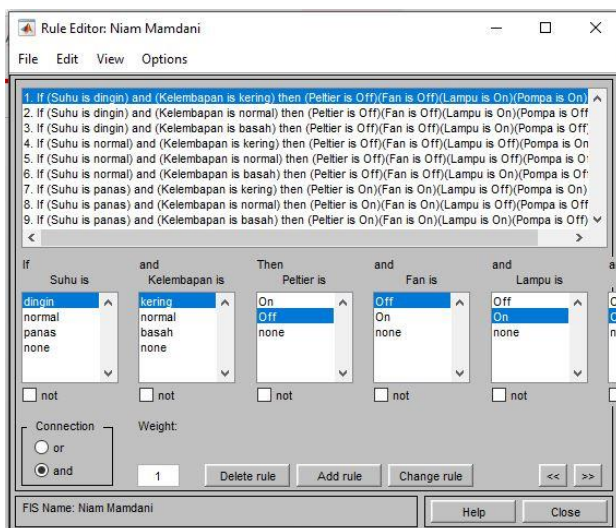 Rule Editor: Niam Mamdani
File Edit View Options
1. If (Suhu is dingin) and (Kelembapan is kering) then (Peltier is Off)(Fan is Off)(Lampu is On)(Pompa is On)
2. If (Suhu is dingin) and (Kelembapan is normal) then (Peltier is Off)(Fan is Off)(Lampu is On)(Pompa is Off
3. If (Suhu is dingin) and (Kelembapan is basah) then (Peltier is Off)(Fan is Off)(Lampu is On)(Pompa is Off)
4. If (Suhu is normal) and (Kelembapan is kering) then (Peltier is Off)(Fan is Off)(Lampu is Off)(Pompa is On
5. If (Suhu is normal) and (Kelembapan is normal) then (Peltier is Off)(Fan is Off)(Lampu is Off)(Pompa is O
6. If (Suhu is normal) and (Kelembapan is basah) then (Peltier is Off)(Fan is Off)(Lampu is Off)(Pompa is Of
7. If (Suhu is panas) and (Kelembapan is kering) then (Peltier is On)(Fan is On)(Lampu is Off)(Pompa is On)
8. If (Suhu is panas) and (Kelembapan is normal) then (Peltier is On)(Fan is On)(Lampu is Off)(Pompa is Off
9. If (Suhu is panas) and (Kelembapan is basah) then (Peltier is On)(Fan is On)(Lampu is Off)(Pompa is Off)
If and Then and and
Suhu is Kelembapan is Peltier is Fan is Lampu is
dingin kering On Off Off
normal normal Off On On
panas basah none none none
none none
not not not not not
Connection Weight:
or
and 1 Delete rule Add rule Change rule << >>
FIS Name: Niam Mamdani Help Close